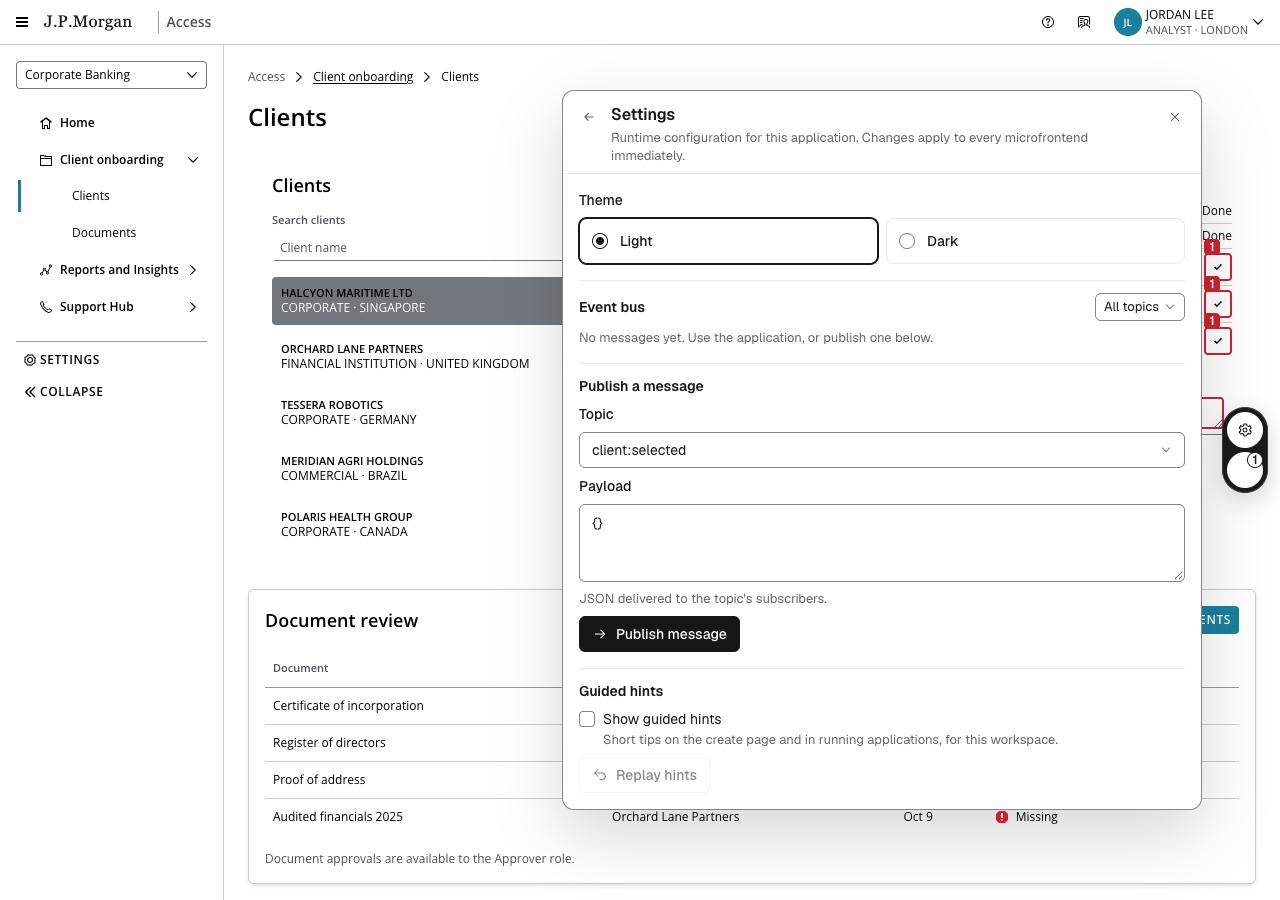 J.P.Morgan
Access
JL
JORDAN LEE
ANALYST · LONDON
Corporate Banking
Home
Client onboarding
Clients
Documents
Reports and Insights
Support Hub
SETTINGS
COLLAPSE
Access
Client onboarding
Clients
Clients
Clients
Search clients
Client name
HALCYON MARITIME LTD
CORPORATE · SINGAPORE
ORCHARD LANE PARTNERS
FINANCIAL INSTITUTION · UNITED KINGDOM
TESSERA ROBOTICS
CORPORATE · GERMANY
MERIDIAN AGRI HOLDINGS
COMMERCIAL · BRAZIL
POLARIS HEALTH GROUP
CORPORATE · CANADA
Done
Done
1
1
1
1
Settings
Runtime configuration for this application. Changes apply to every microfrontend
immediately.
Theme
Light
Dark
Event bus
All topics
No messages yet. Use the application, or publish one below.
Publish a message
Topic
client:selected
Payload
{}
JSON delivered to the topic's subscribers.
Publish message
Guided hints
Show guided hints
Short tips on the create page and in running applications, for this workspace.
Replay hints
Document review
ENTS
Document
Certificate of incorporation
Register of directors
Proof of address
Audited financials 2025
Orchard Lane Partners
Oct 9
Missing
Document approvals are available to the Approver role.